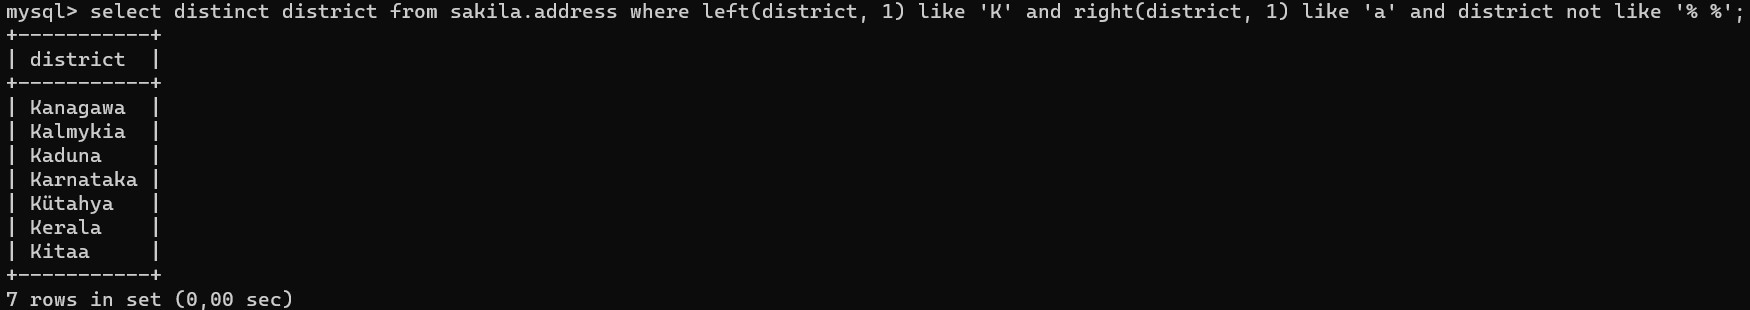 mysql> select distinct district from sakila.address where left(district, 1) like 'K' and right(district, 1) like 'a' and district not like '% %';
+-----------+
| district  |
+-----------+
| Kanagawa  |
| Kalmykia  |
| Kaduna    |
| Karnataka |
| Kütahya   |
| Kerala    |
| Kitaa     |
+-----------+
7 rows in set (0,00 sec)